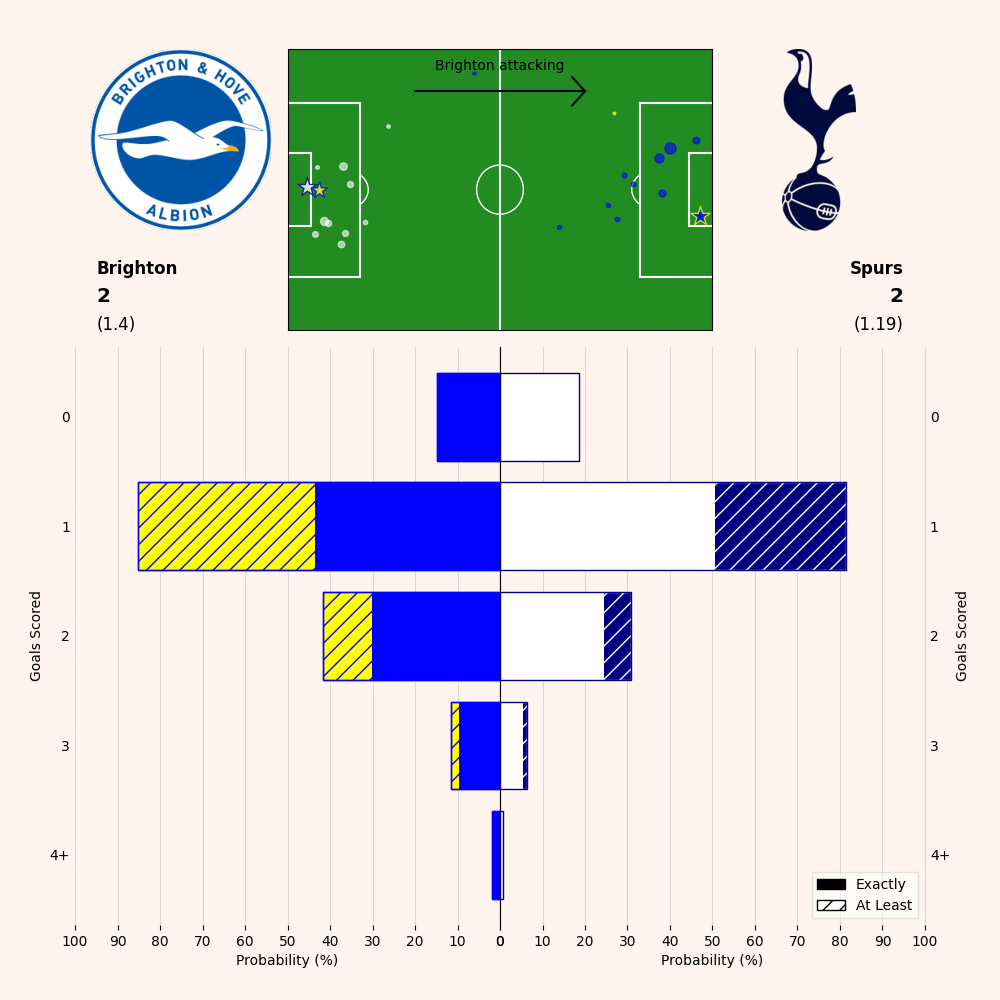 BRIGHTON & HOVE
ALBION
Brighton attacking
Brighton
2
(1.4)
Spurs
2
(1.19)
0 0
1 1
2 2
3 3
4+ 4+
Goals Scored
Goals Scored
Exactly
At Least
100 90 80 70 60 50 40 30 20 10 0 0 10 20 30 40 50 60 70 80 90 100
Probability (%) Probability (%)